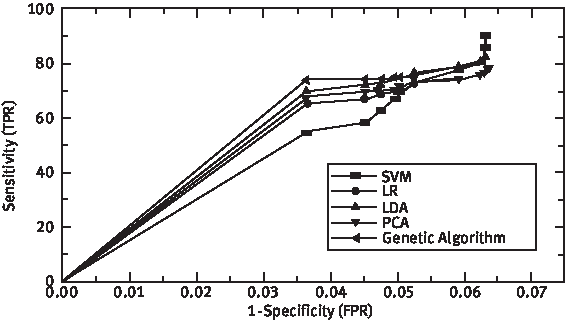 100
80
60
40
20
0
Sensitivity (TPR)
0.00 0.01 0.02 0.03 0.04 0.05 0.06 0.07
1-Specificity (FPR)
SVM
LR
LDA
PCA
Genetic Algorithm